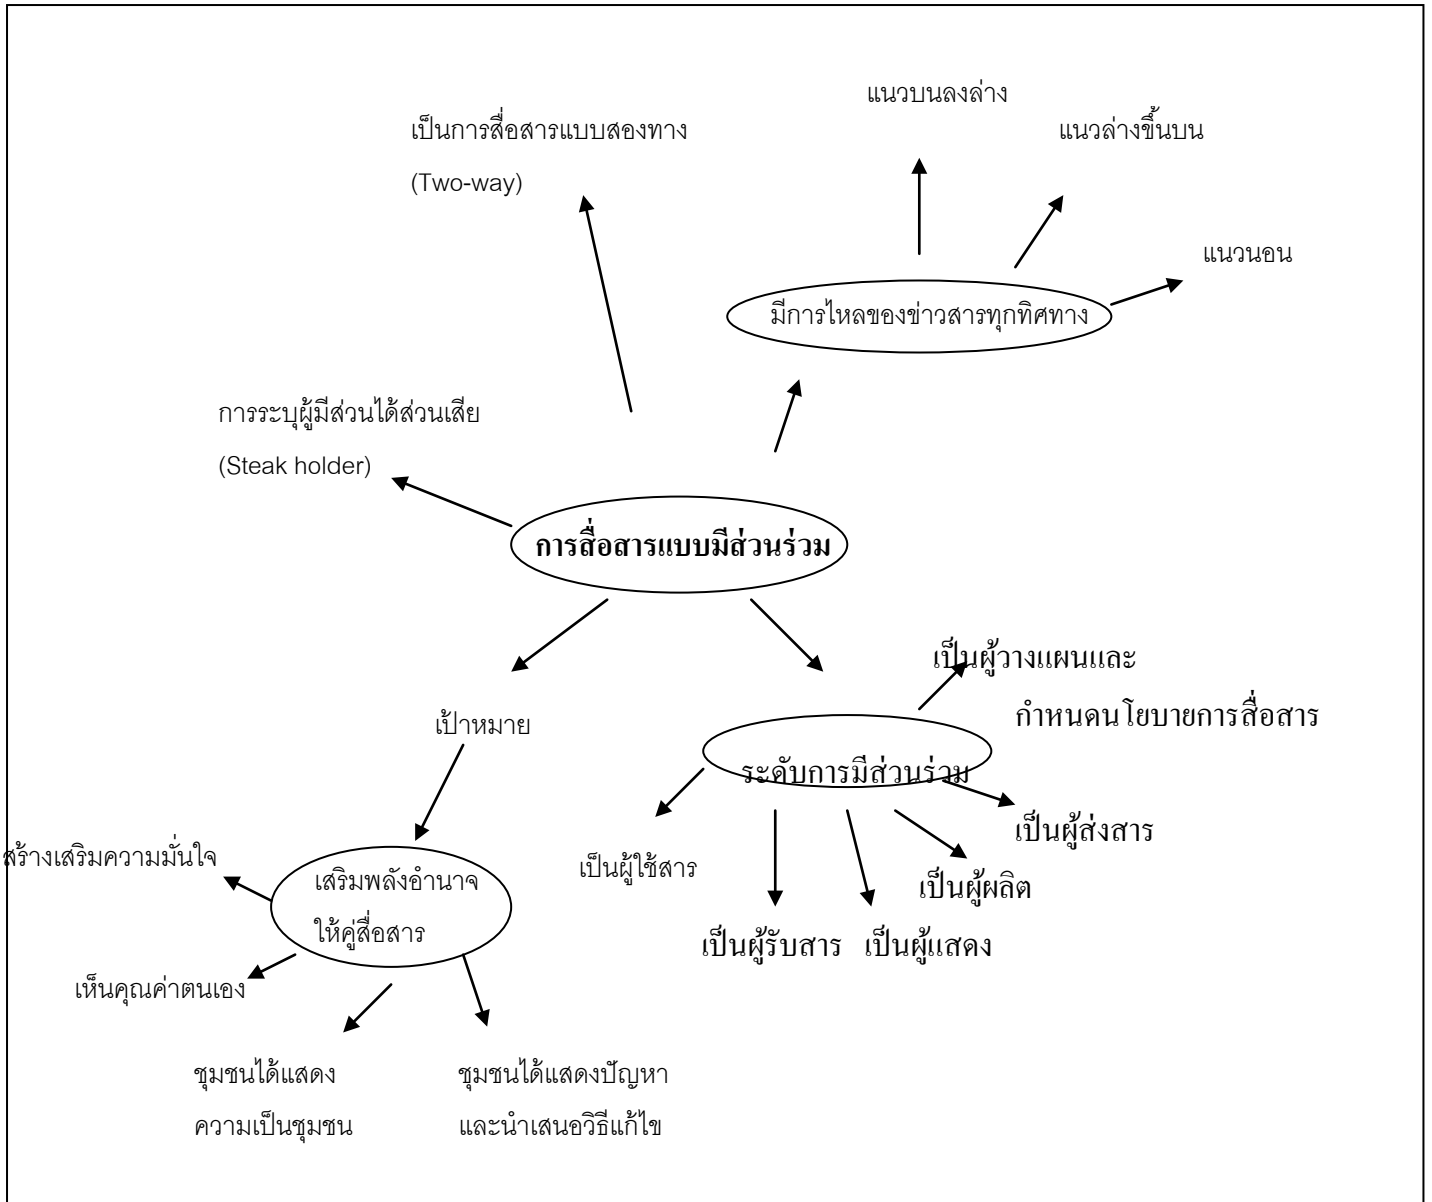 แนวบนลงล่าง
เป็นการสื่อสารแบบสองทาง
(Two-way)
แนวล่างขึ้นบน
แนวนอน
มีการไหลของข่าวสารทุกทิศทาง
การระบุผู้มีส่วนได้ส่วนเสีย
(Steak holder)
การสื่อสารแบบมีส่วนร่วม
เป็นผู้วางแผนและ
กำหนดนโยบายการสื่อสาร
เป้าหมาย
ระดับการมีส่วนร่วม
เป็นผู้ส่งสาร
สร้างเสริมความมั่นใจ
เสริมพลังอำนาจ
ให้คู่สื่อสาร
เป็นผู้ใช้สาร
เป็นผู้ผลิต
เป็นผู้รับสาร
เป็นผู้แสดง
เห็นคุณค่าตนเอง
ชุมชนได้แสดง
ความเป็นชุมชน
ชุมชนได้แสดงปัญหา
และนำเสนอวิธีแก้ไข